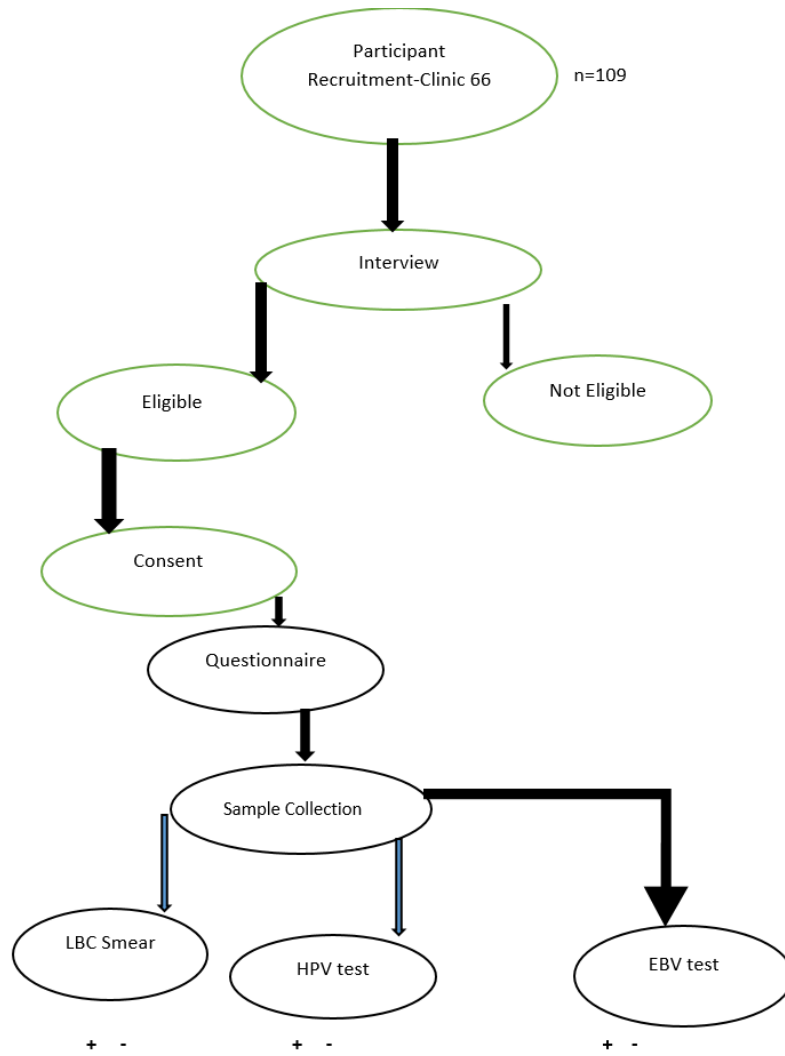 Participant
Recruitment-Clinic 66
n=109
Interview
Eligible
Not Eligible
Consent
Questionnaire
Sample Collection
LBC Smear
HPV test
EBV test
+ - + - + -